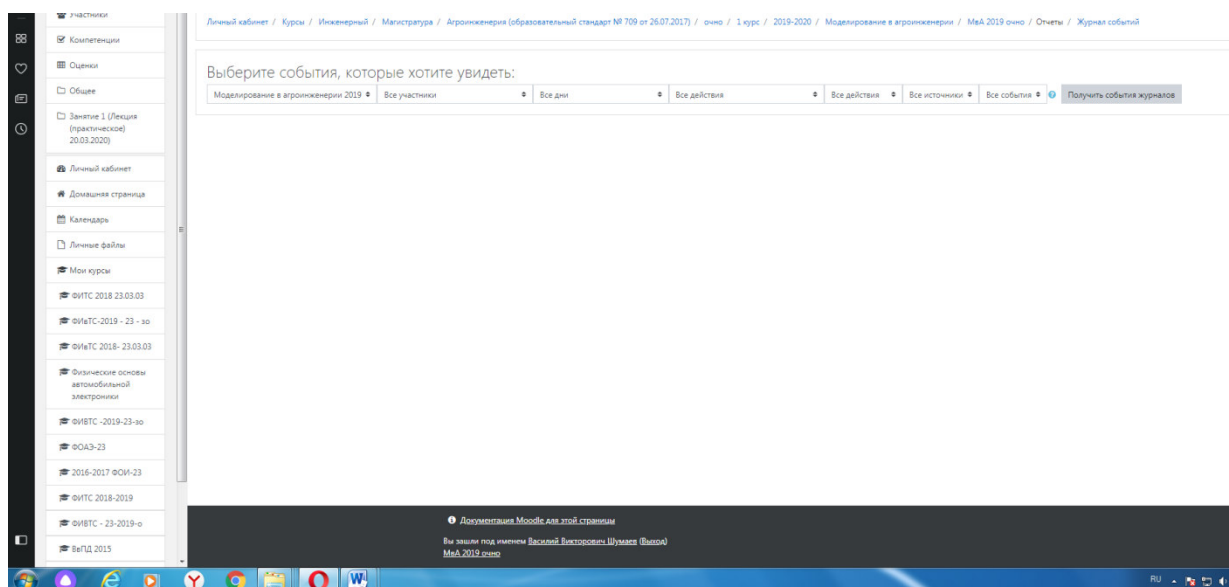 Участники
Компетенции
Оценки
Общее
Занятие 1 (Лекция
(практическое)
20.03.2020)
Личный кабинет
Домашняя страница
Календарь
Личные файлы
Мои курсы
ФИТС 2018 23.03.03
ФИвТС-2019 - 23 - зо
ФИвТС 2018- 23.03.03
Физические основы
автомобильной
электроники
ФИВТС -2019-23-зо
ФОАЭ-23
2016-2017 ФОИ-23
ФИТС 2018-2019
ФИВТС - 23-2019-о
ВвПД 2015
Личный кабинет / Курсы / Инженерный / Магистратура / Агроинженерия (образовательный стандарт № 709 от 26.07.2017) / очно / 1 курс / 2019-2020 / Моделирование в агроинженерии / МвА 2019 очно / Отчеты / Журнал событий
Выберите события, которые хотите увидеть:
Моделирование в агроинженерии 2019 Все участники Все дни Все действия Все действия Все источники Все события Получить события журналов
Документация Moodle для этой страницы
Вы зашли под именем Василий Викторович Шумаев (Выход)
МвА 2019 очно
RU